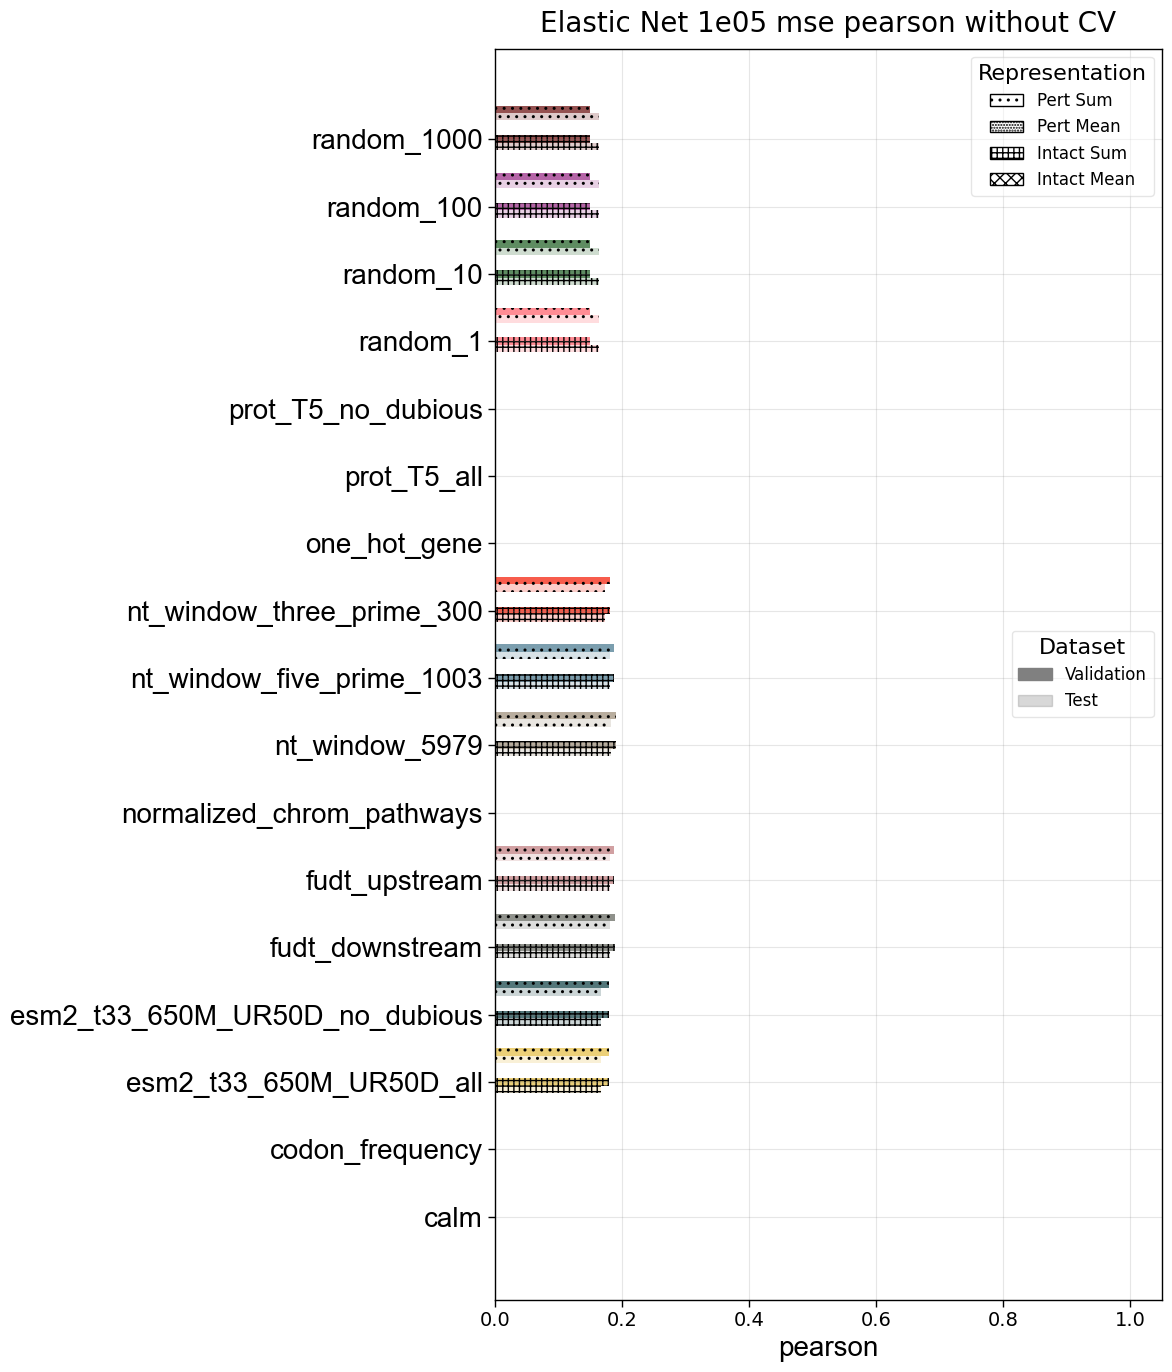 Elastic Net 1e05 mse pearson without CV
Representation
Pert Sum
Pert Mean
Intact Sum
Intact Mean
random_1000
random_100
random_10
random_1
prot_T5_no_dubious
prot_T5_all
one_hot_gene
nt_window_three_prime_300
nt_window_five_prime_1003
nt_window_5979
normalized_chrom_pathways
fudt_upstream
fudt_downstream
esm2_t33_650M_UR50D_no_dubious
esm2_t33_650M_UR50D_all
codon_frequency
calm
Dataset
Validation
Test
0.0 0.2 0.4 0.6 0.8 1.0
pearson